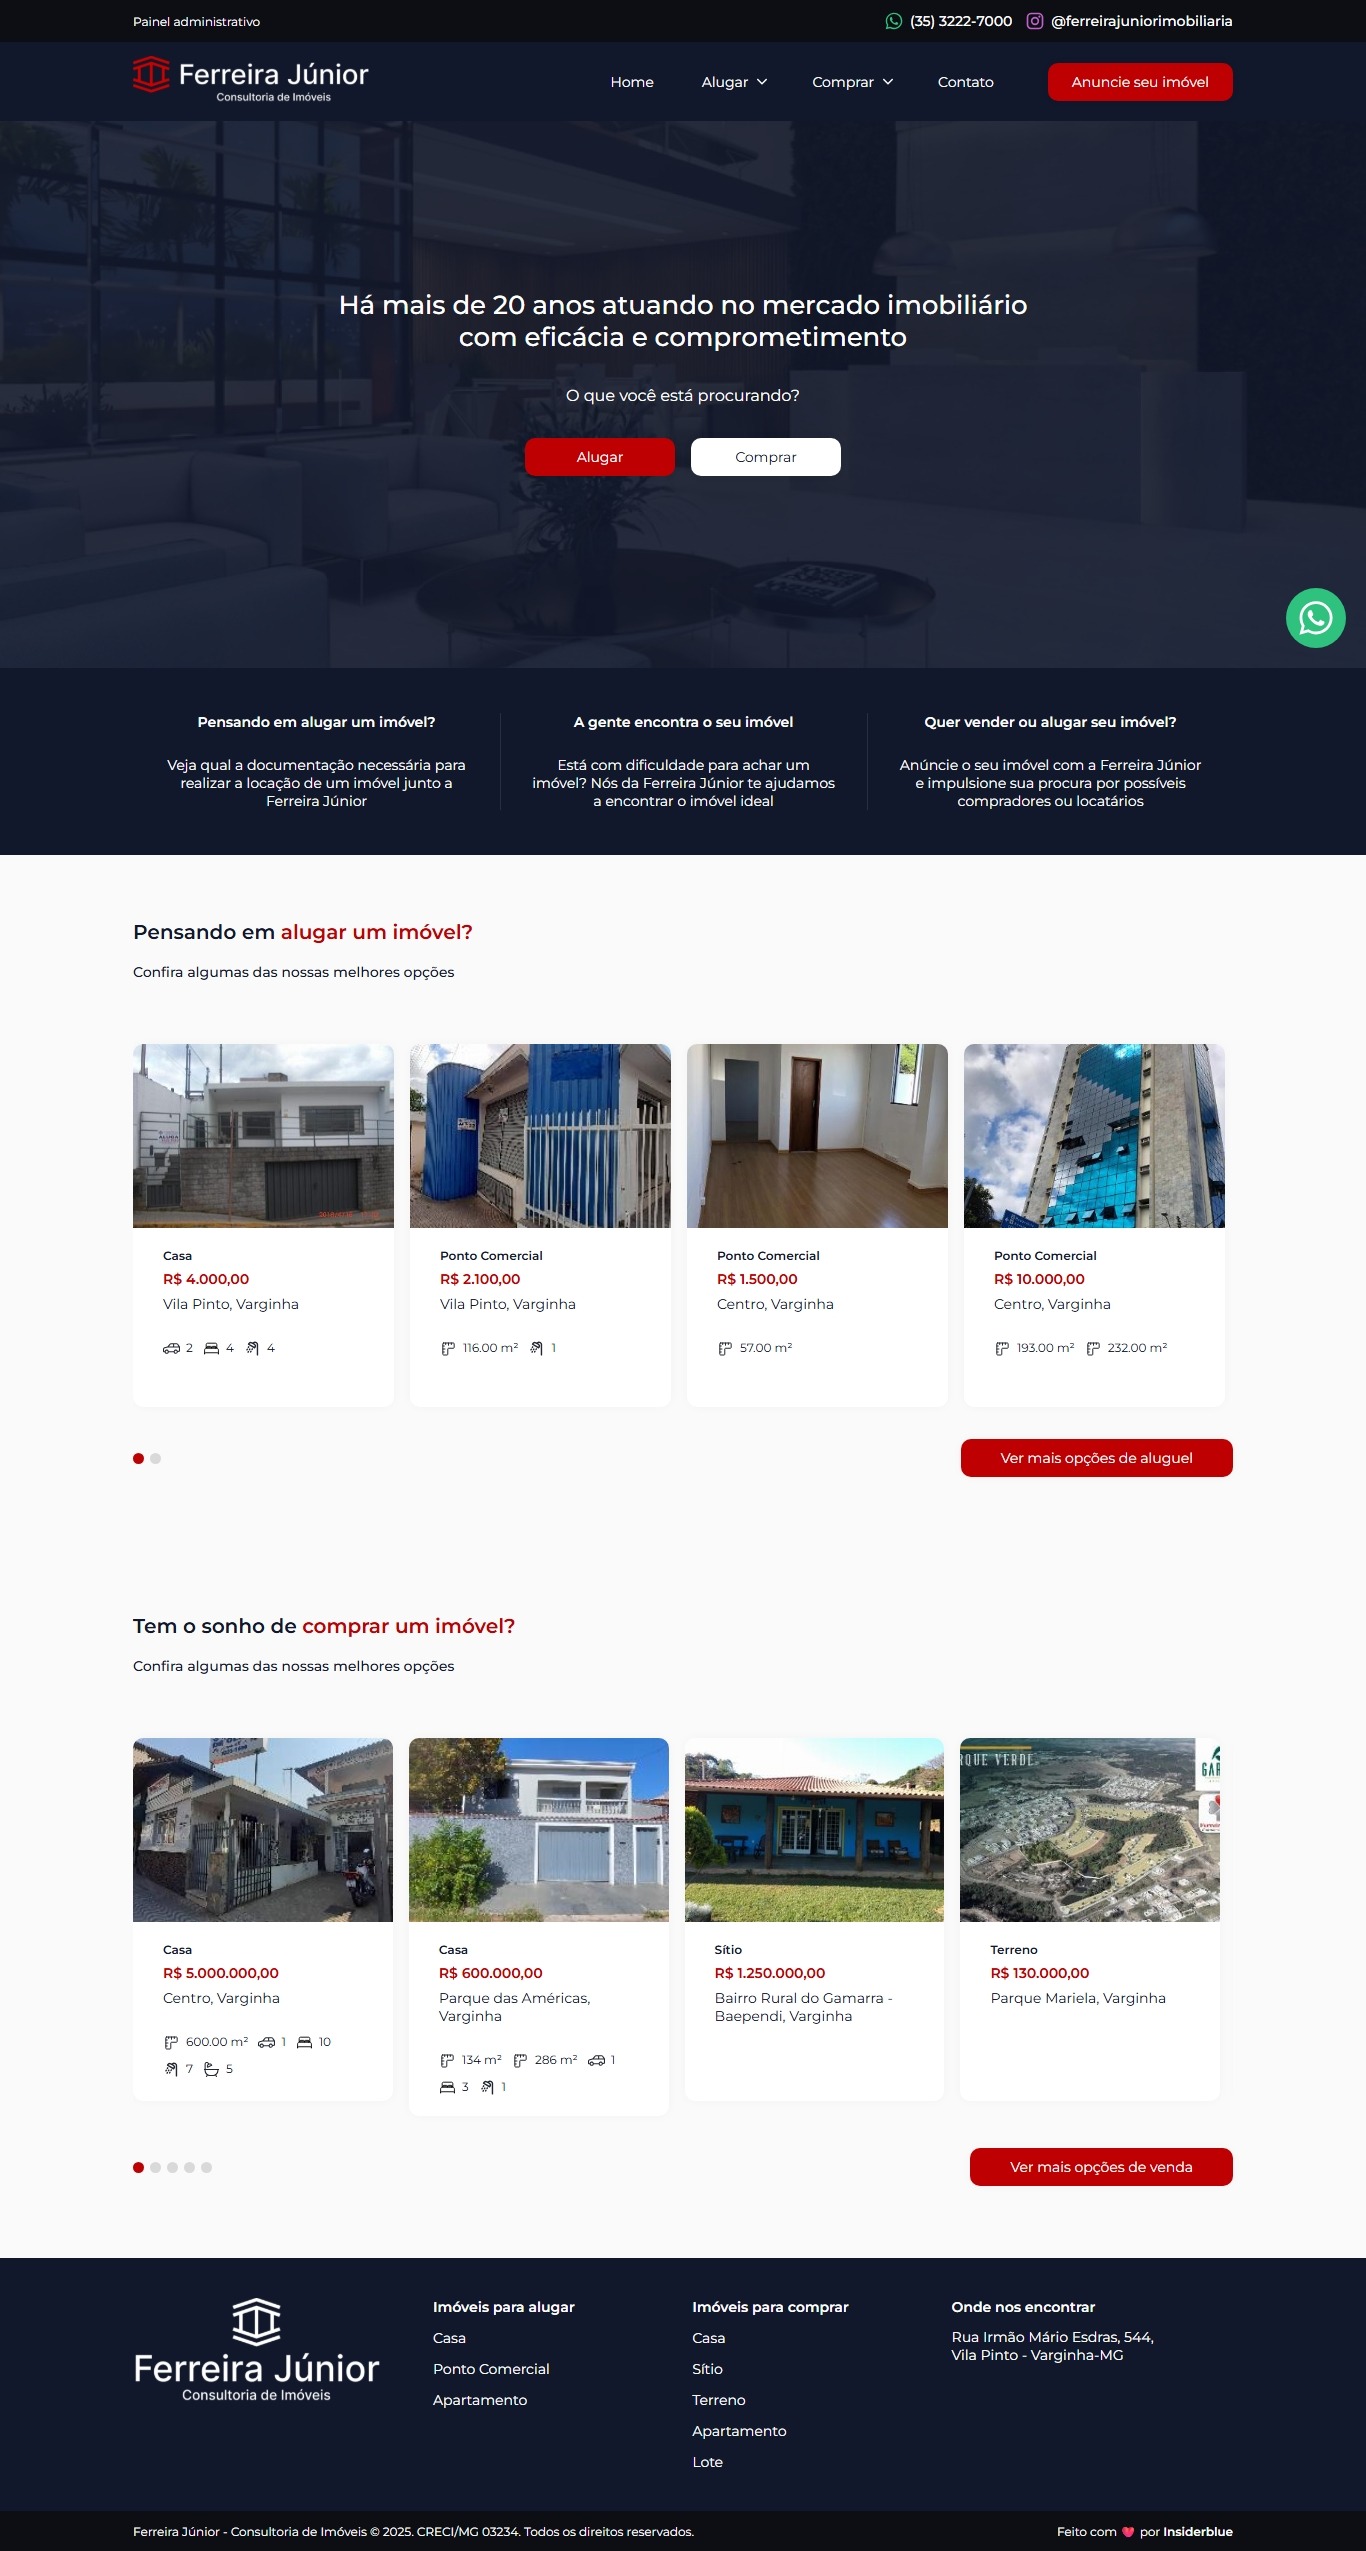 Painel administrativo
(35) 3222-7000
@ferreirajuniorimobiliaria
Ferreira Júnior
Consultoria de Imóveis
Home
Alugar
Comprar
Contato
Anuncie seu imóvel
Há mais de 20 anos atuando no mercado imobiliário
com eficácia e comprometimento
O que você está procurando?
Alugar
Comprar
Pensando em alugar um imóvel?
Veja qual a documentação necessária para
realizar a locação de um imóvel junto a
Ferreira Júnior
A gente encontra o seu imóvel
Está com dificuldade para achar um
imóvel? Nós da Ferreira Júnior te ajudamos
a encontrar o imóvel ideal
Quer vender ou alugar seu imóvel?
Anúncie o seu imóvel com a Ferreira Júnior
e impulsione sua procura por possíveis
compradores ou locatários
Pensando em alugar um imóvel?
Confira algumas das nossas melhores opções
ALUGA
Casa
R$ 4.000,00
Vila Pinto, Varginha
2 4 4
Ponto Comercial
R$ 2.100,00
Vila Pinto, Varginha
116.00 m² 1
Ponto Comercial
R$ 1.500,00
Centro, Varginha
57.00 m²
Ponto Comercial
R$ 10.000,00
Centro, Varginha
193.00 m² 232.00 m²
Ver mais opções de aluguel
Tem o sonho de comprar um imóvel?
Confira algumas das nossas melhores opções
Casa
R$ 5.000.000,00
Centro, Varginha
600.00 m² 1 10
7 5
Casa
R$ 600.000,00
Parque das Américas,
Varginha
134 m² 286 m² 1
3 1
Sítio
R$ 1.250.000,00
Bairro Rural do Gamarra -
Baependi, Varginha
RQUE VERDE
GAR
Terreno
R$ 130.000,00
Parque Mariela, Varginha
Ver mais opções de venda
Ferreira Júnior
Consultoria de Imóveis
Imóveis para alugar
Casa
Ponto Comercial
Apartamento
Imóveis para comprar
Casa
Sítio
Terreno
Apartamento
Lote
Onde nos encontrar
Rua Irmão Mário Esdras, 544,
Vila Pinto - Varginha-MG
Ferreira Júnior - Consultoria de Imóveis © 2025. CRECI/MG 03234. Todos os direitos reservados.
Feito com por Insiderblue